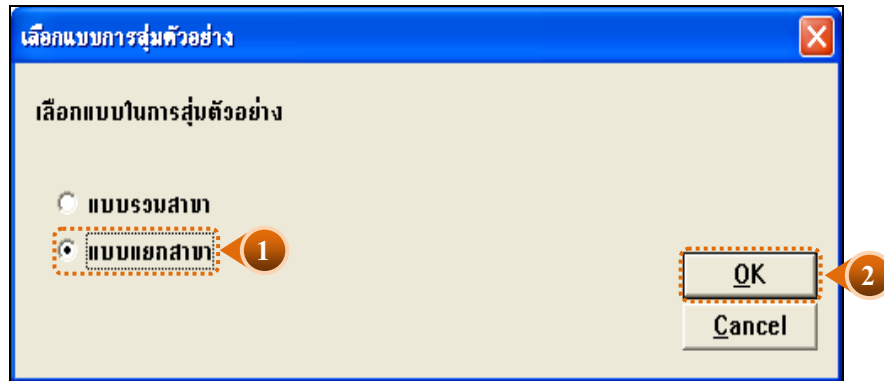 เลือกแบบการสุ่มตัวอย่าง
เลือกแบบในการสุ่มตัวอย่าง
แบบรวมสาขา
แบบแยกสาขา 1
OK 2
Cancel